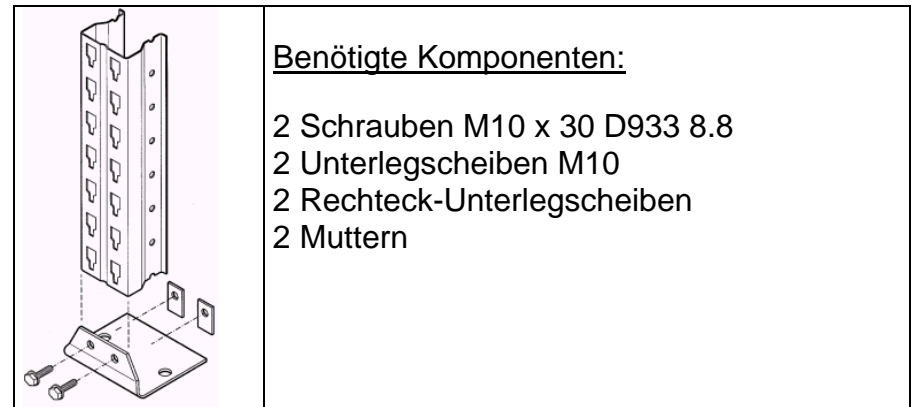 Benötigte Komponenten:
2 Schrauben M10 x 30 D933 8.8
2 Unterlegscheiben M10
2 Rechteck-Unterlegscheiben
2 Muttern